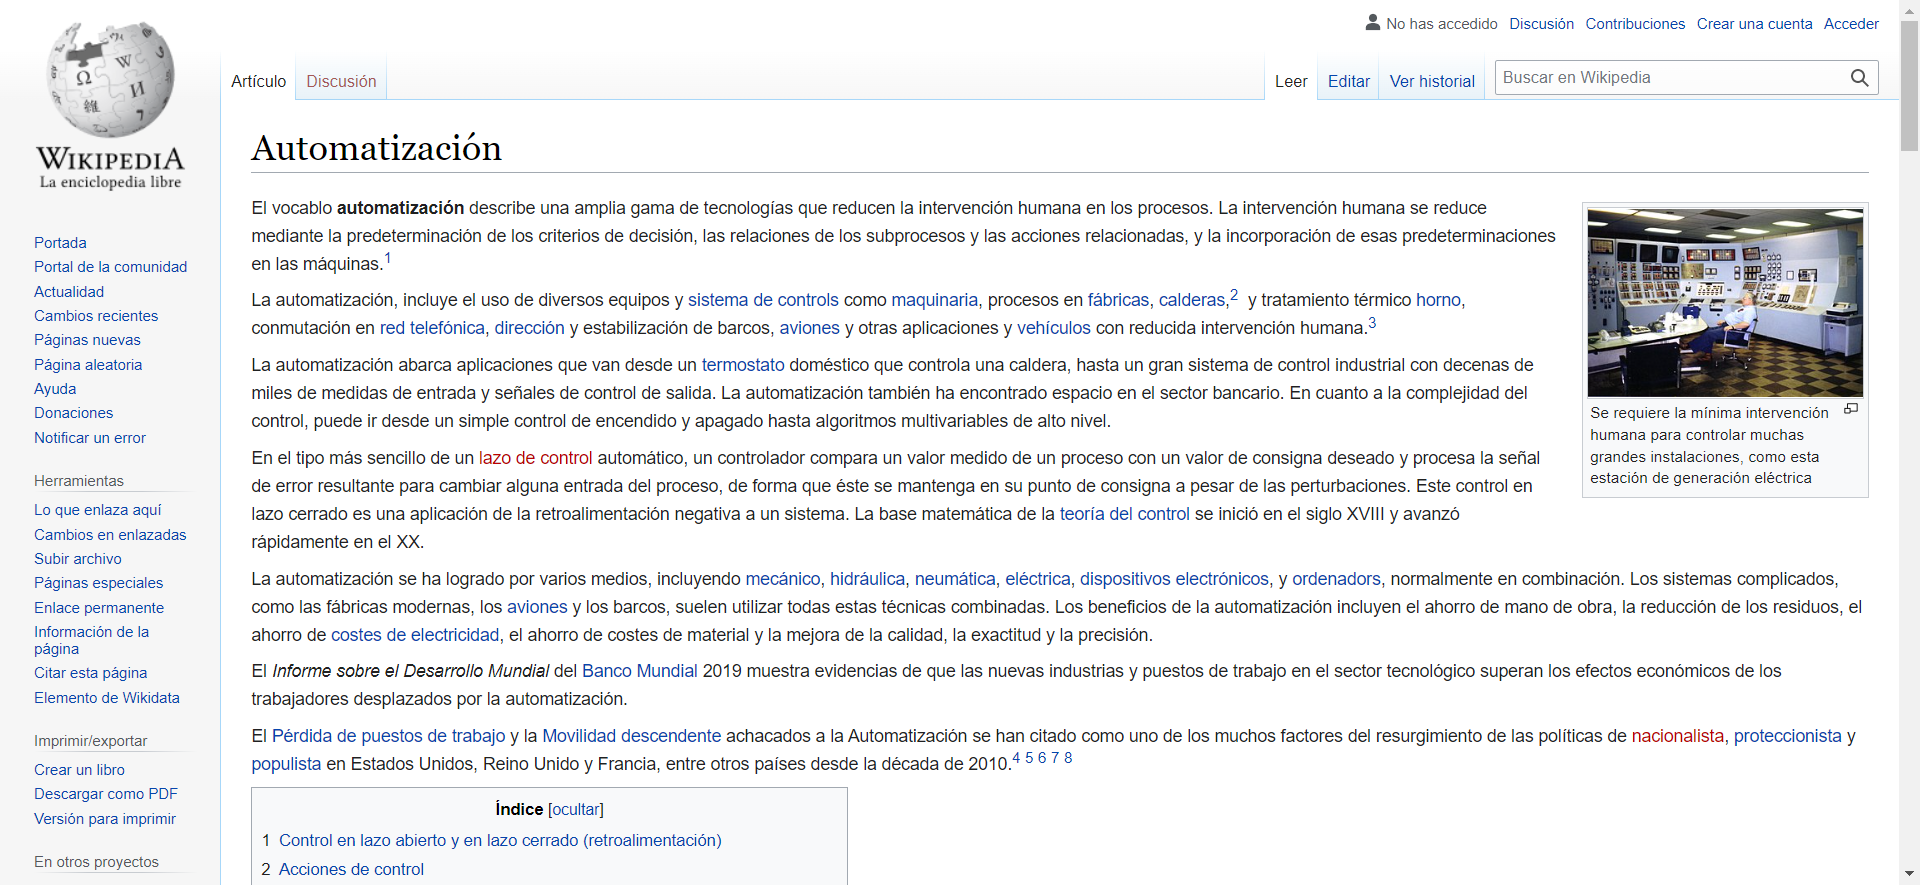 No has accedido Discusión Contribuciones Crear una cuenta Acceder
WIKIPEDIA
La enciclopedia libre
Artículo Discusión Leer Editar Ver historial Buscar en Wikipedia
Portada
Portal de la comunidad
Actualidad
Cambios recientes
Páginas nuevas
Página aleatoria
Ayuda
Donaciones
Notificar un error
Herramientas
Lo que enlaza aquí
Cambios en enlazadas
Subir archivo
Páginas especiales
Enlace permanente
Información de la
página
Citar esta página
Elemento de Wikidata
Imprimir/exportar
Crear un libro
Descargar como PDF
Versión para imprimir
En otros proyectos
Automatización
El vocablo automatización describe una amplia gama de tecnologías que reducen la intervención humana en los procesos. La intervención humana se reduce
mediante la predeterminación de los criterios de decisión, las relaciones de los subprocesos y las acciones relacionadas, y la incorporación de esas predeterminaciones
en las máquinas.1
La automatización, incluye el uso de diversos equipos y sistema de controls como maquinaria, procesos en fábricas, calderas,2 y tratamiento térmico horno,
conmutación en red telefónica, dirección y estabilización de barcos, aviones y otras aplicaciones y vehículos con reducida intervención humana.3
La automatización abarca aplicaciones que van desde un termostato doméstico que controla una caldera, hasta un gran sistema de control industrial con decenas de
miles de medidas de entrada y señales de control de salida. La automatización también ha encontrado espacio en el sector bancario. En cuanto a la complejidad del
control, puede ir desde un simple control de encendido y apagado hasta algoritmos multivariables de alto nivel.
En el tipo más sencillo de un lazo de control automático, un controlador compara un valor medido de un proceso con un valor de consigna deseado y procesa la señal
de error resultante para cambiar alguna entrada del proceso, de forma que éste se mantenga en su punto de consigna a pesar de las perturbaciones. Este control en
lazo cerrado es una aplicación de la retroalimentación negativa a un sistema. La base matemática de la teoría del control se inició en el siglo XVIII y avanzó
rápidamente en el XX.
Se requiere la mínima intervención
humana para controlar muchas
grandes instalaciones, como esta
estación de generación eléctrica
La automatización se ha logrado por varios medios, incluyendo mecánico, hidráulica, neumática, eléctrica, dispositivos electrónicos, y ordenadors, normalmente en combinación. Los sistemas complicados,
como las fábricas modernas, los aviones y los barcos, suelen utilizar todas estas técnicas combinadas. Los beneficios de la automatización incluyen el ahorro de mano de obra, la reducción de los residuos, el
ahorro de costes de electricidad, el ahorro de costes de material y la mejora de la calidad, la exactitud y la precisión.
El Informe sobre el Desarrollo Mundial del Banco Mundial 2019 muestra evidencias de que las nuevas industrias y puestos de trabajo en el sector tecnológico superan los efectos económicos de los
trabajadores desplazados por la automatización.
El Pérdida de puestos de trabajo y la Movilidad descendente achacados a la Automatización se han citado como uno de los muchos factores del resurgimiento de las políticas de nacionalista, proteccionista y
populista en Estados Unidos, Reino Unido y Francia, entre otros países desde la década de 2010.4 5 6 7 8
Índice [ocultar]
1 Control en lazo abierto y en lazo cerrado (retroalimentación)
2 Acciones de control